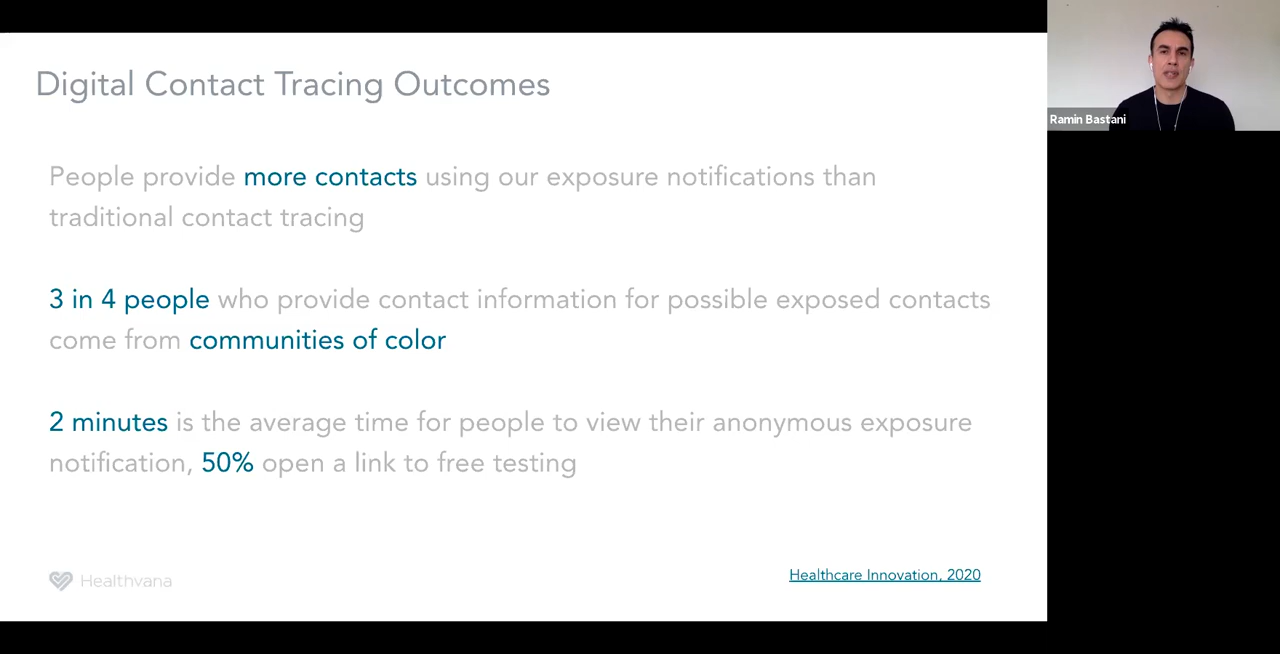 Digital Contact Tracing Outcomes
Ramin Bastani
People provide more contacts using our exposure notifications than
traditional contact tracing
3 in 4 people who provide contact information for possible exposed contacts
come from communities of color
2 minutes is the average time for people to view their anonymous exposure
notification, 50% open a link to free testing
Healthvana
Healthcare Innovation, 2020